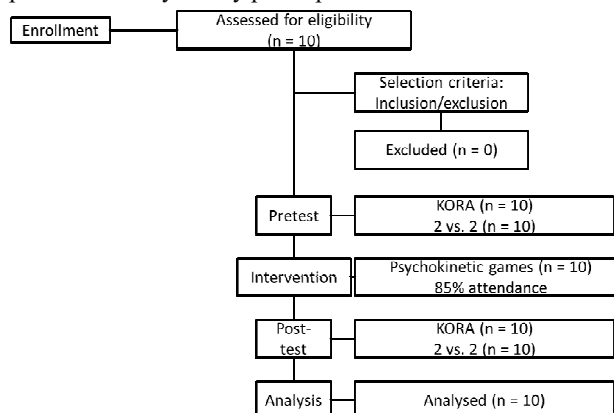 Enrollment
Assessed for eligibility
(n = 10)
Selection criteria:
Inclusion/exclusion
Excluded (n = 0)
Pretest
KORA (n = 10)
2 vs. 2 (n = 10)
Intervention
Psychokinetic games (n = 10)
85% attendance
Post-
test
KORA (n = 10)
2 vs. 2 (n = 10)
Analysis
Analysed (n = 10)